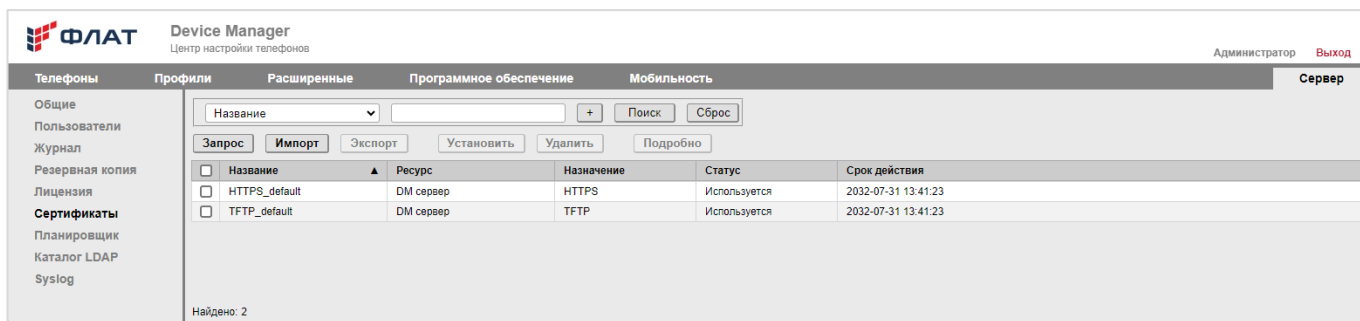 ФЛАТ
Device Manager
Центр настройки телефонов
Администратор Выход
Телефоны Профили Расширенные Программное обеспечение Мобильность Сервер
Общие
Пользователи
Журнал
Резервная копия
Лицензия
Сертификаты
Планировщик
Каталог LDAP
Syslog
Название + Поиск Сброс
Запрос Импорт Экспорт Установить Удалить Подробно
Название ▲ Ресурс Назначение Статус Срок действия
HTTPS_default DM сервер HTTPS Используется 2032-07-31 13:41:23
TFTP_default DM сервер TFTP Используется 2032-07-31 13:41:23
Найдено: 2